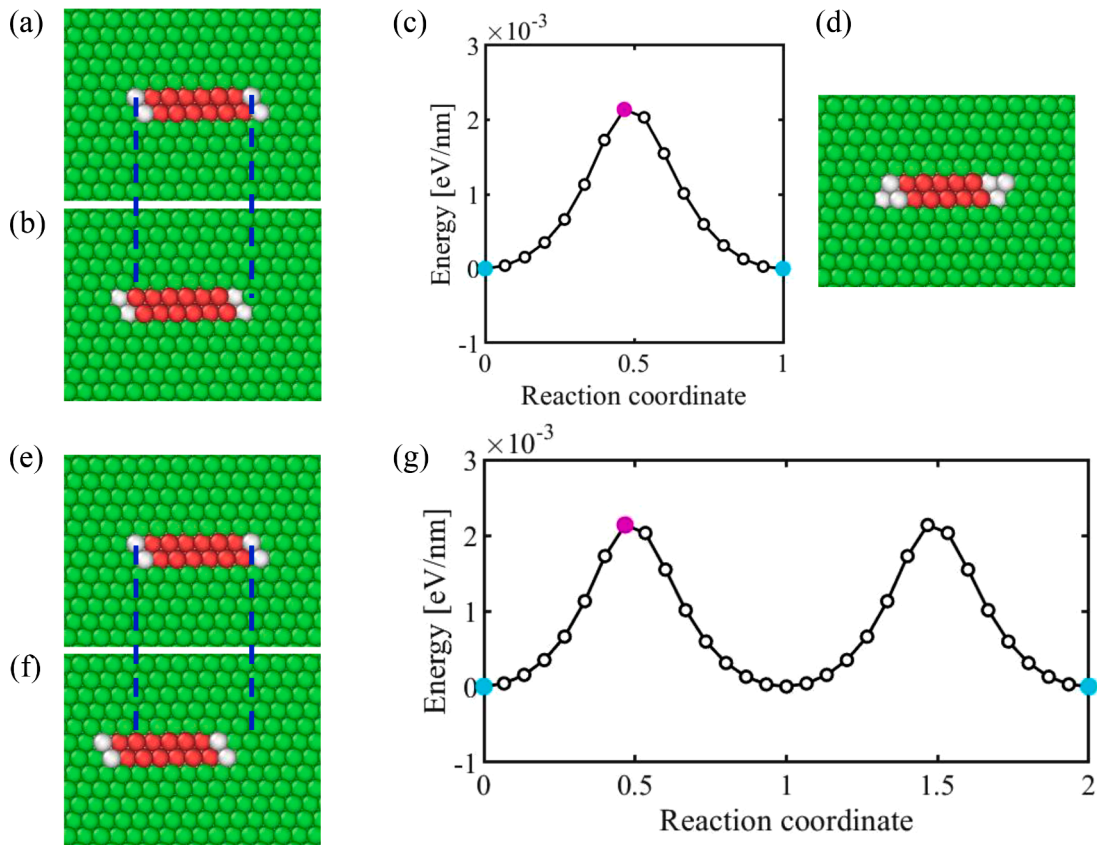 (a)
(b)
(c)
×10-3
3
2
1
0
-1
Energy [eV/nm]
0
0.5
1
Reaction coordinate
(d)
(e)
(f)
(g)
×10-3
3
2
1
0
-1
Energy [eV/nm]
0
0.5
1
1.5
2
Reaction coordinate